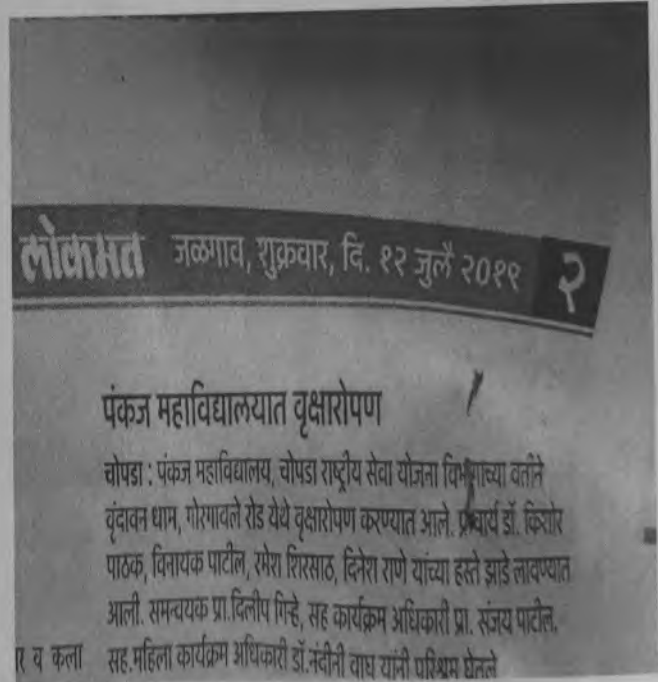 लोकमत जळगाव, शुक्रवार, दि. १२ जुलै २०१९ २
पंकज महाविद्यालयात वृक्षारोपण
चोपडा : पंकज महाविद्यालय, चोपडा राष्ट्रीय सेवा योजना विभागाच्या वतीने
वृंदावन धाम, गोरगावले रोड येथे वृक्षारोपण करण्यात आले. प्राचार्य डॉ. किशोर
पाठक, विनायक पाटील, रमेश शिरसाठ, दिनेश राणे यांच्या हस्ते झाडे लावण्यात
आली. समन्वयक प्रा.दिलीप गिऱ्हे, सह कार्यक्रम अधिकारी प्रा. संजय पाटील,
सह.महिला कार्यक्रम अधिकारी डॉ.नंदीनी वाघ यांनी परिश्रम घेतले
व कला